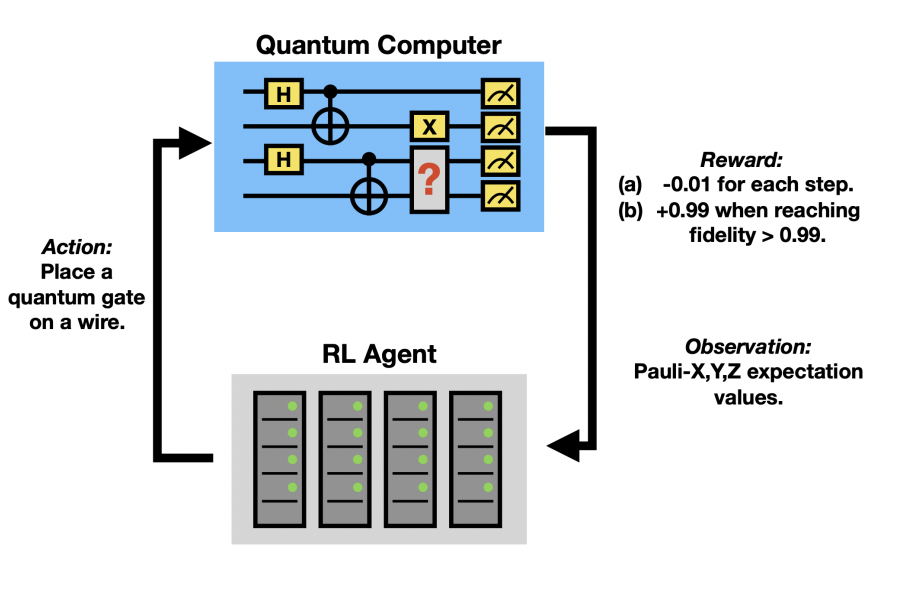 Quantum Computer
H
X
H
?
Reward:
(a) -0.01 for each step.
(b) +0.99 when reaching
fidelity > 0.99.
Action:
Place a
quantum gate
on a wire.
Observation:
Pauli-X,Y,Z expectation
values.
RL Agent